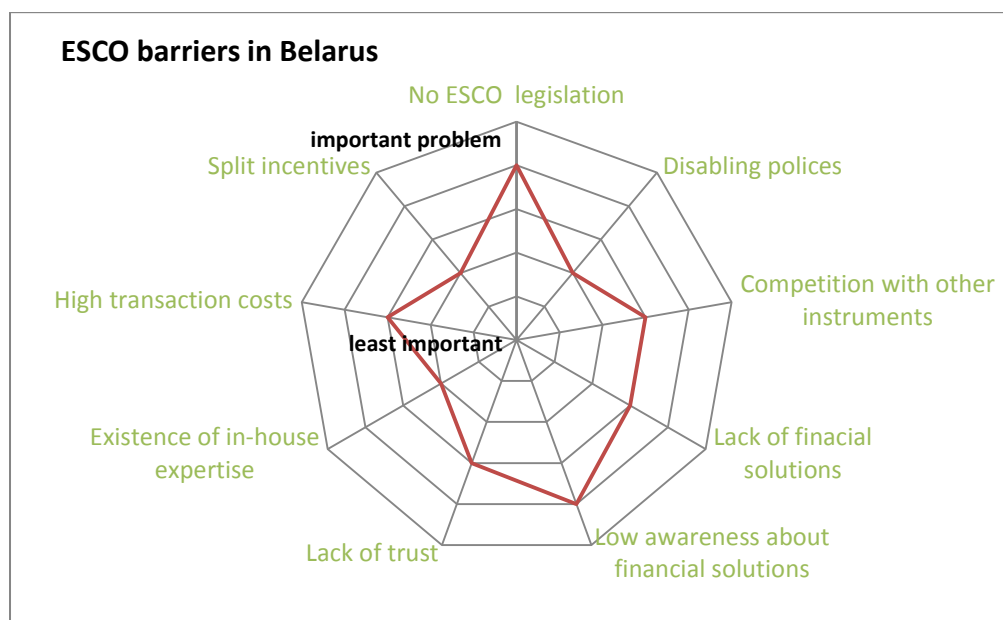 ESCO barriers in Belarus
No ESCO legislation
important problem
Split incentives
Disabling polices
Competition with other
instruments
High transaction costs
least important
Lack of finacial
solutions
Existence of in-house
expertise
Low awareness about
financial solutions
Lack of trust